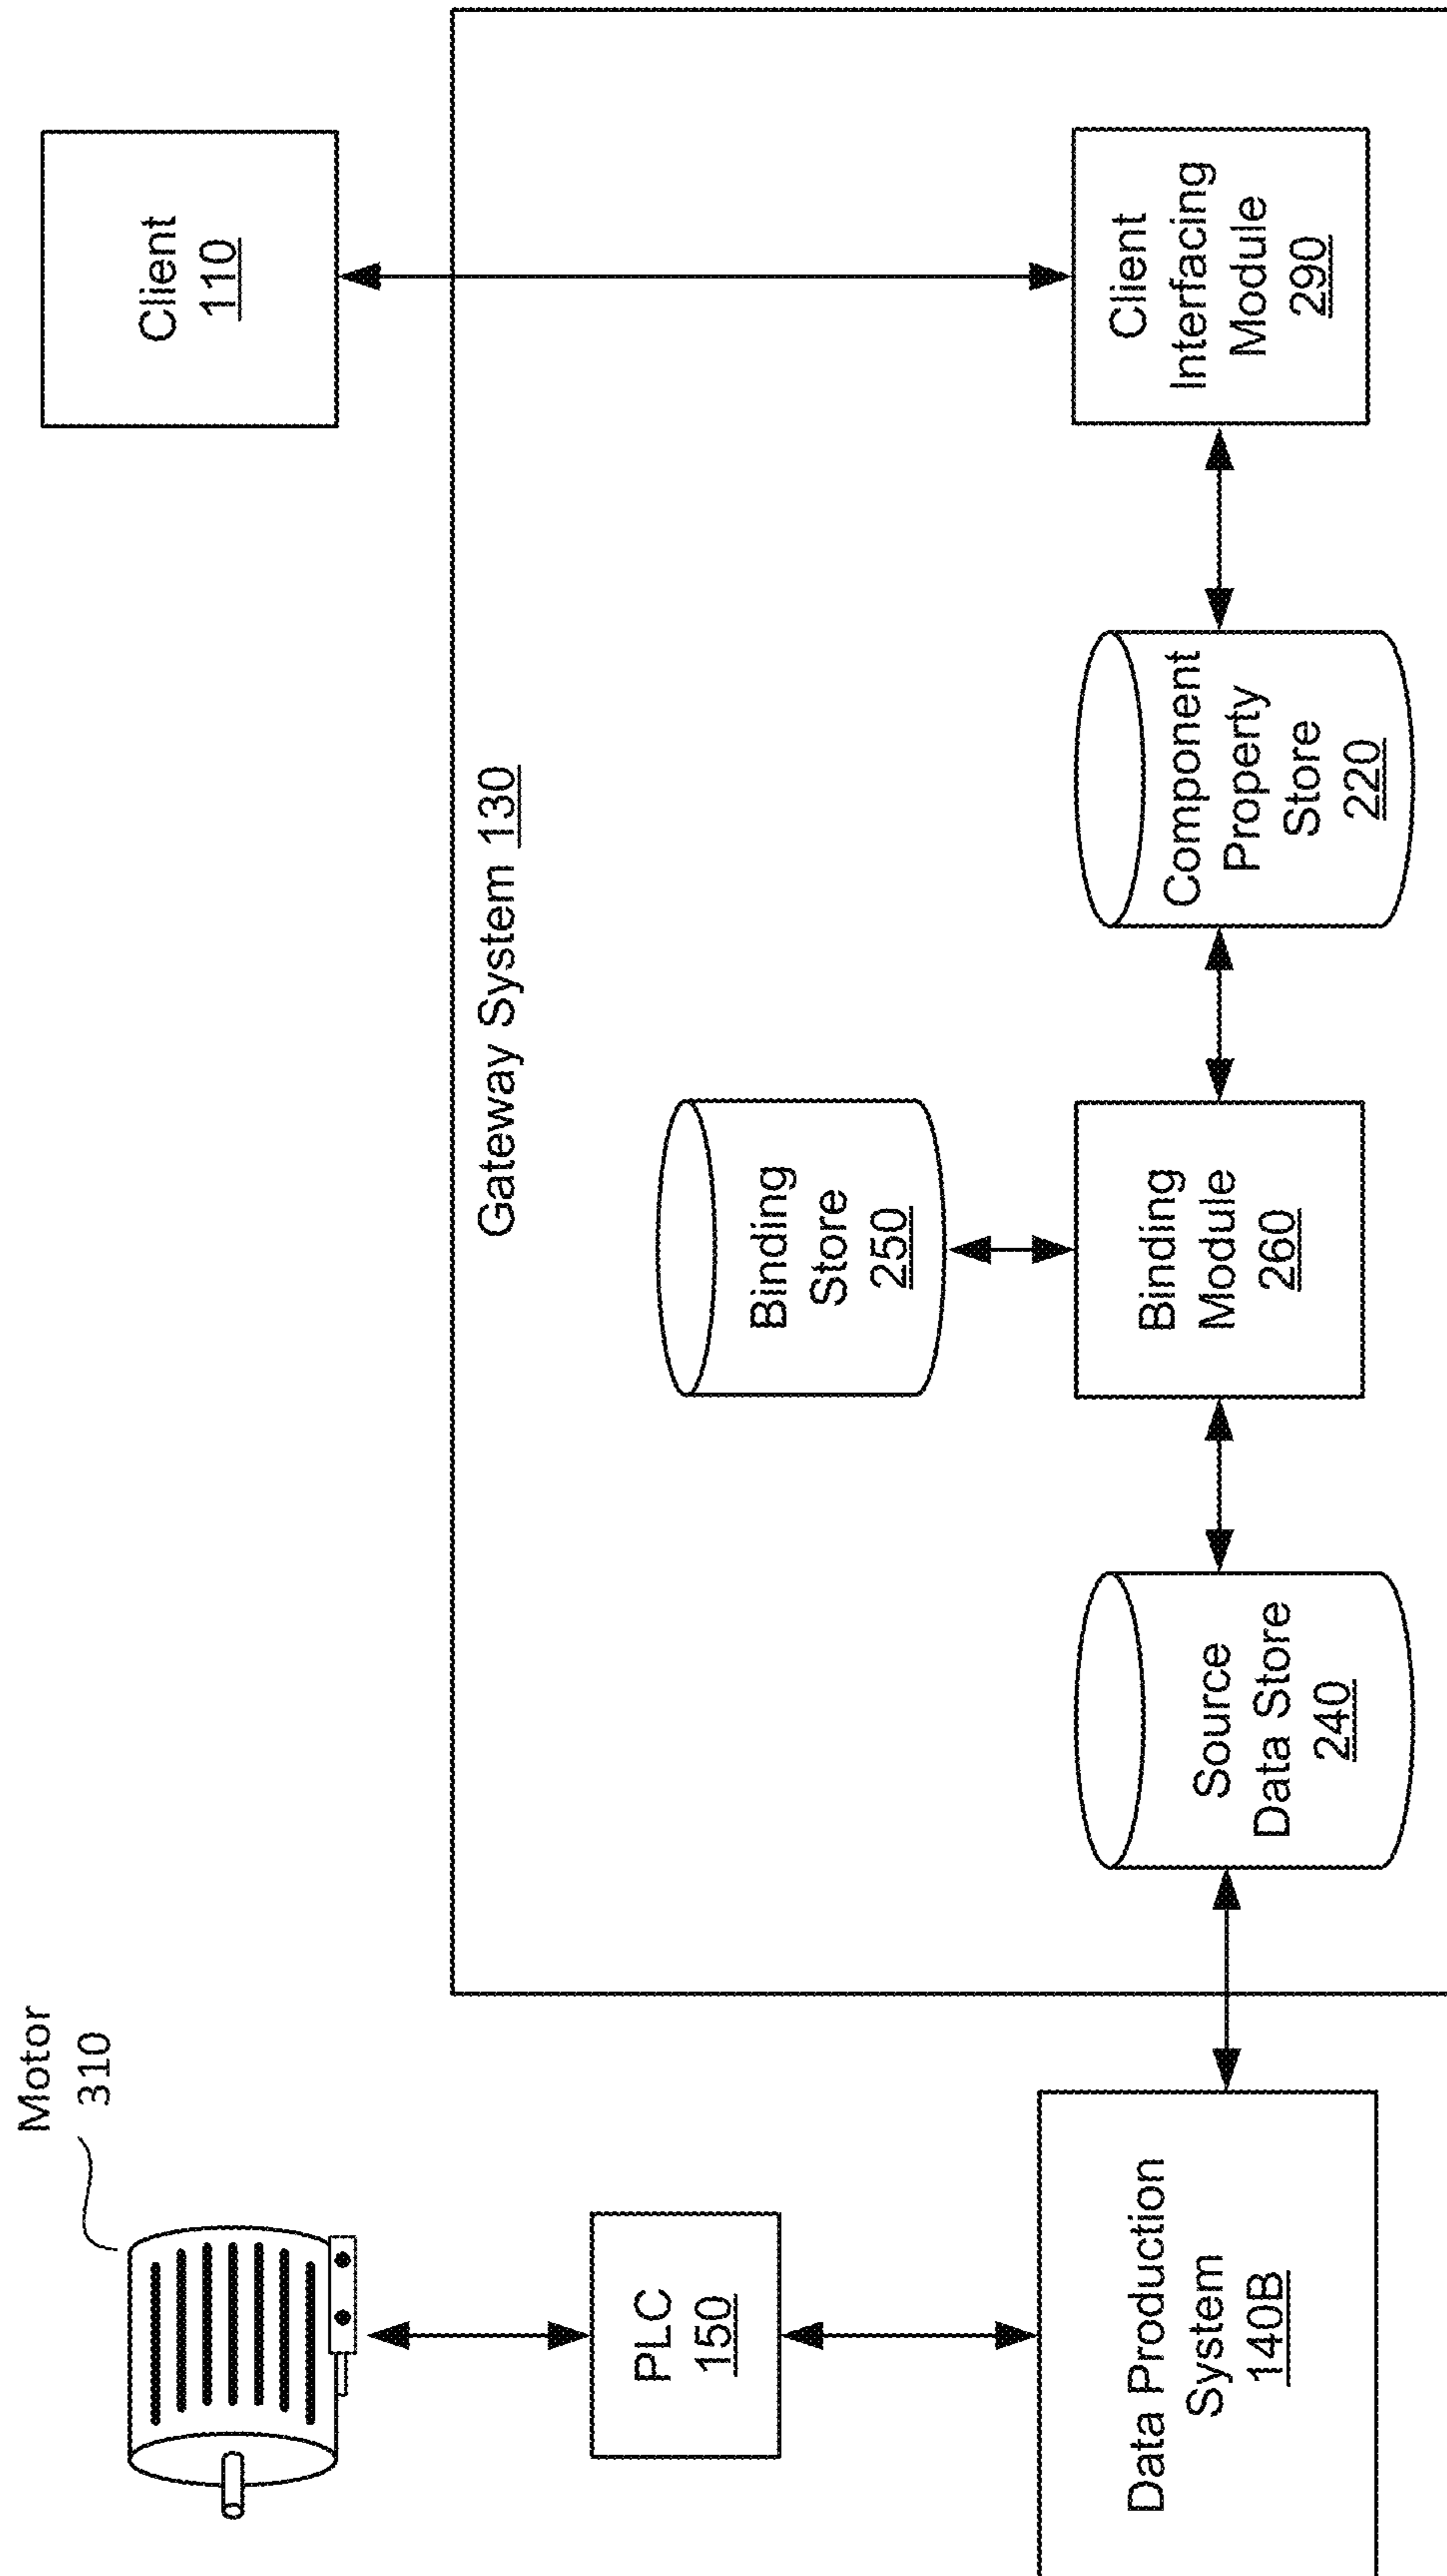 Motor
310
PLC
150
Data Production
System
140B
Gateway System 130
Source
Data Store
240
Binding
Store
250
Binding
Module
260
Component
Property
Store
220
Client
Interfacing
Module
290
Client
110